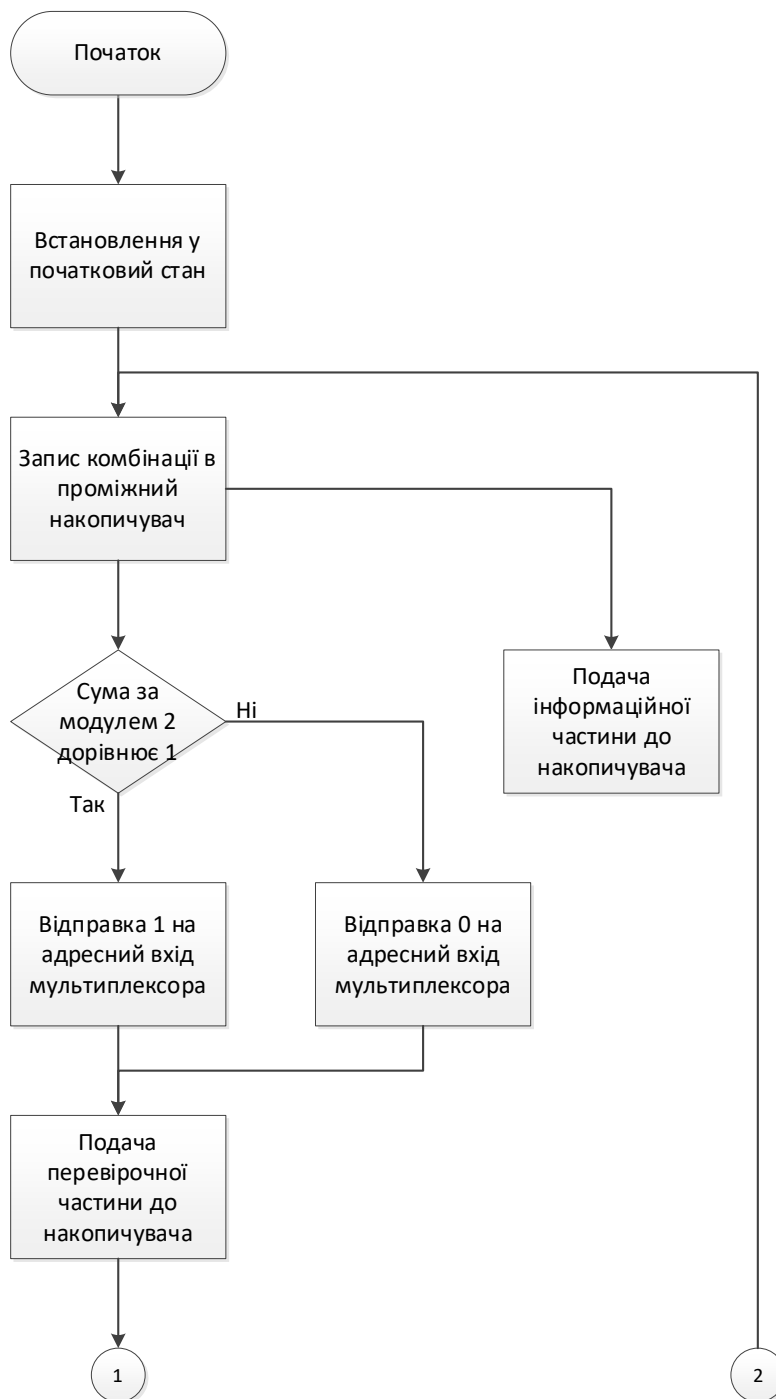 Початок
Встановлення у
початковий стан
Запис комбінації в
проміжний
накопичувач
Подача
інформаційної
частини до
накопичувача
Сума за
модулем 2
дорівнює 1
Ні
Так
Відправка 1 на
адресний вхід
мультиплексора
Відправка 0 на
адресний вхід
мультиплексора
Подача
перевірочної
частини до
накопичувача
1
2